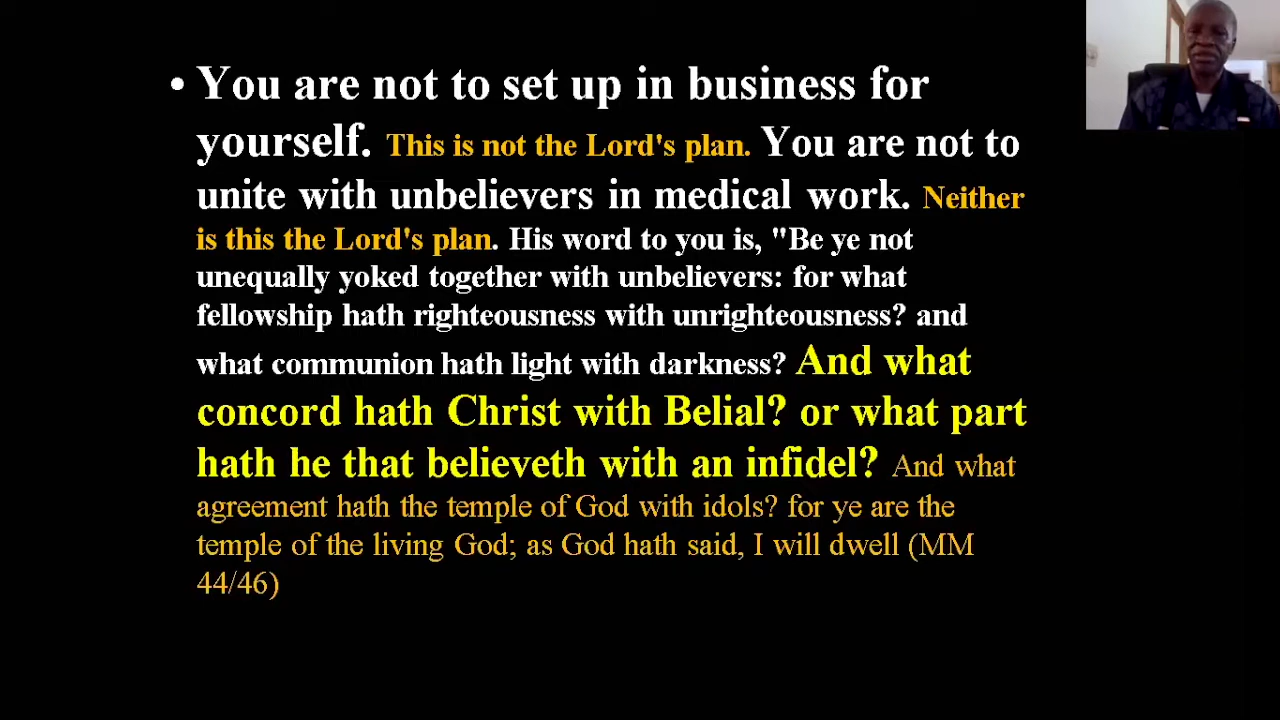 • You are not to set up in business for
yourself. This is not the Lord's plan. You are not to
unite with unbelievers in medical work. Neither
is this the Lord's plan. His word to you is, "Be ye not
unequally yoked together with unbelievers: for what
fellowship hath righteousness with unrighteousness? and
what communion hath light with darkness? And what
concord hath Christ with Belial? or what part
hath he that believeth with an infidel? And what
agreement hath the temple of God with idols? for ye are the
temple of the living God; as God hath said, I will dwell (MM
44/46)